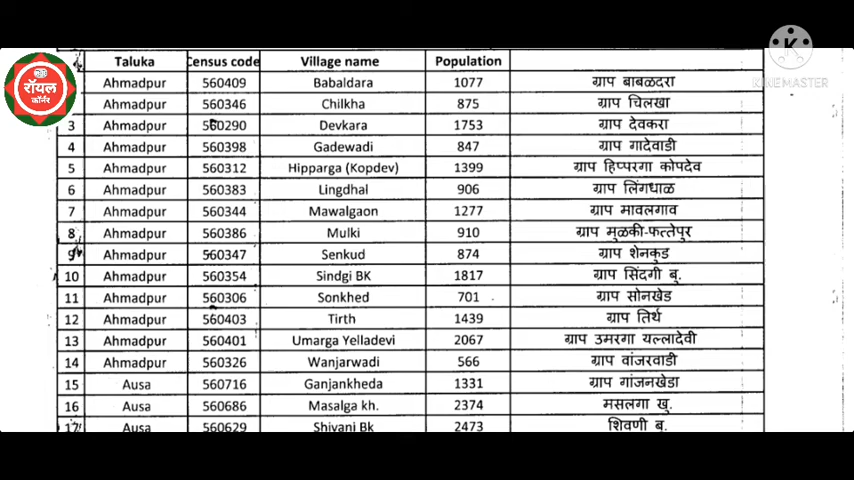 Taluka Census code Village name Population
Ahmadpur 560409 Babaldara 1077 ग्राप बाबळदरा
Ahmadpur 560346 Chilkha 875 ग्राप चिलखा
3 Ahmadpur 560290 Devkara 1753 ग्राप देवकरा
4 Ahmadpur 560398 Gadewadi 847 ग्राप गादेवाडी
5 Ahmadpur 560312 Hipparga (Kopdev) 1399 ग्राप हिप्परगा कोपदेव
6 Ahmadpur 560383 Lingdhal 906 ग्राप लिंगधाळ
7 Ahmadpur 560344 Mawalgaon 1277 ग्राप मावलगाव
8 Ahmadpur 560386 Mulki 910 ग्राप मुळकी-फत्तेपुर
9 Ahmadpur 560347 Senkud 874 ग्राप शेनकुड
10 Ahmadpur 560354 Sindgi BK 1817 ग्राप सिंदगी बु.
11 Ahmadpur 560306 Sonkhed 701 ग्राप सोनखेड
12 Ahmadpur 560403 Tirth 1439 ग्राप तिर्थ
13 Ahmadpur 560401 Umarga Yelladevi 2067 ग्राप उमरगा यल्लादेवी
14 Ahmadpur 560326 Wanjarwadi 566 ग्राप वांजरवाडी
15 Ausa 560716 Ganjankheda 1331 ग्राप गांजनखेडा
16 Ausa 560686 Masalga kh. 2374 मसलगा खु.
17 Ausa 560629 Shivani Bk 2473 शिवणी ब.
रॉयल
कॉर्नर
KINEMASTER